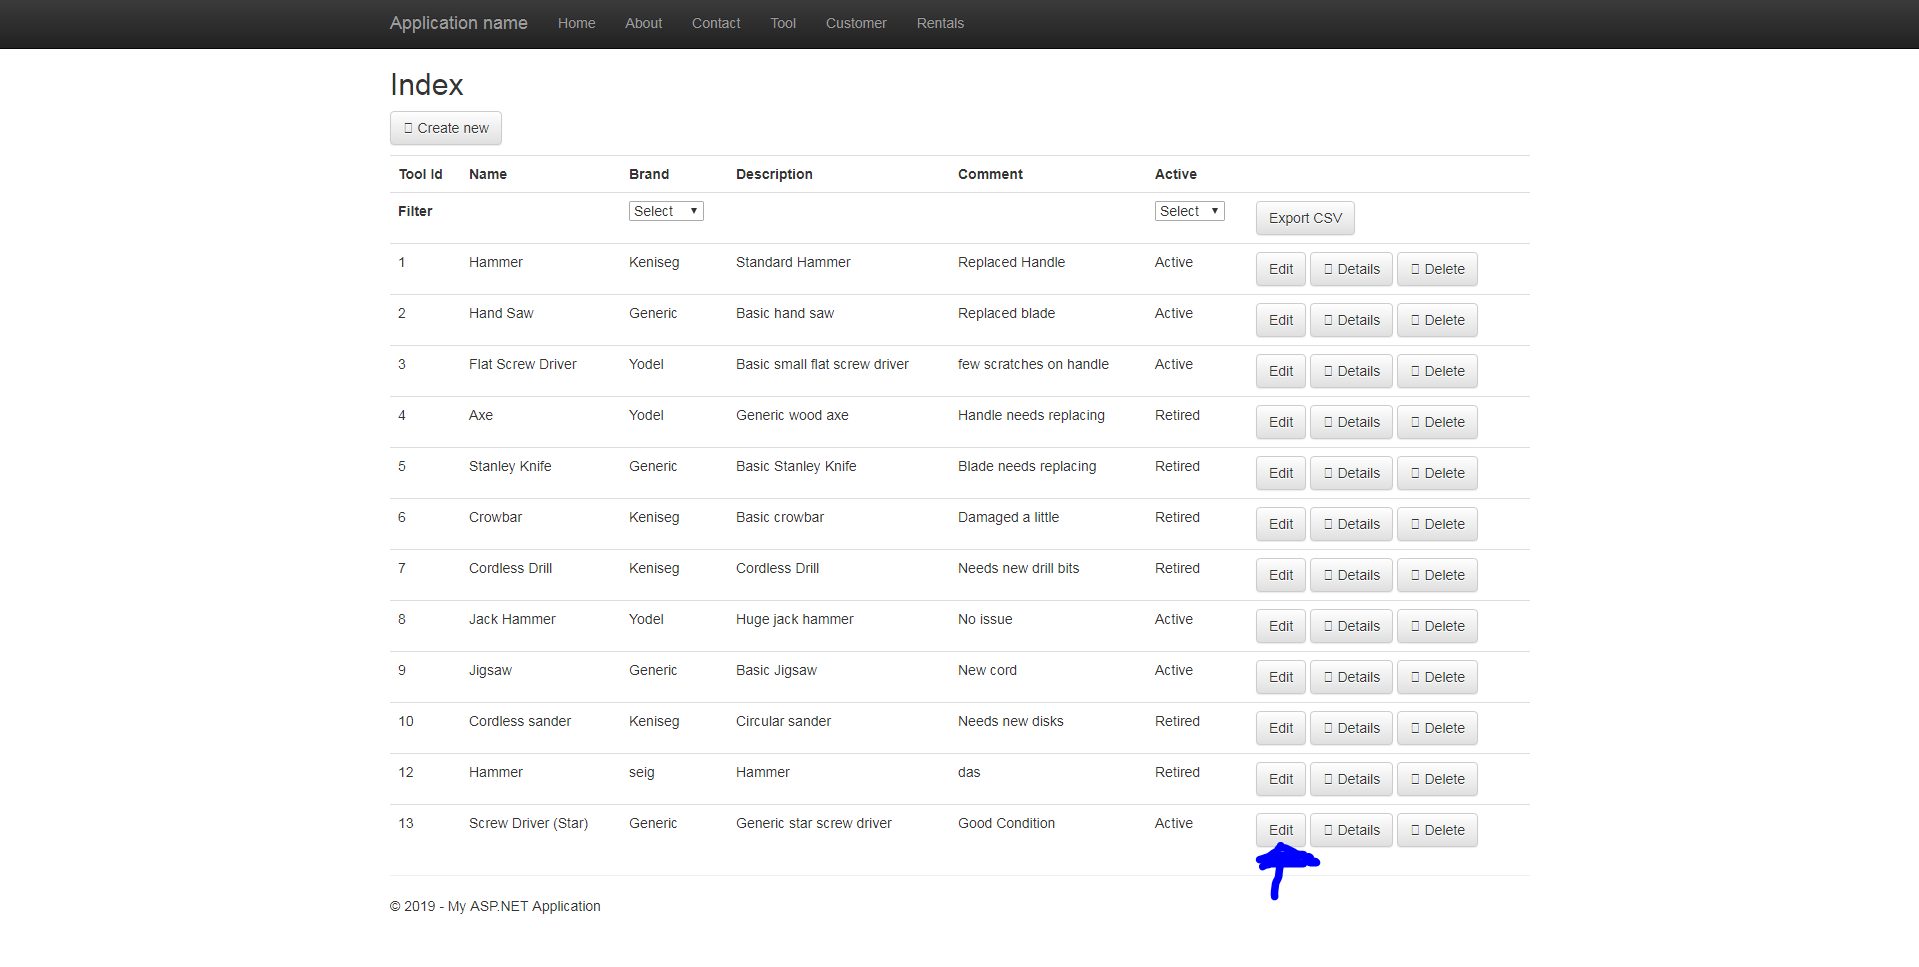 Application name Home About Contact Tool Customer Rentals
Index
Create new
Tool Id Name Brand Description Comment Active
Filter Select Select Export CSV
1 Hammer Keniseg Standard Hammer Replaced Handle Active Edit Details Delete
2 Hand Saw Generic Basic hand saw Replaced blade Active Edit Details Delete
3 Flat Screw Driver Yodel Basic small flat screw driver few scratches on handle Active Edit Details Delete
4 Axe Yodel Generic wood axe Handle needs replacing Retired Edit Details Delete
5 Stanley Knife Generic Basic Stanley Knife Blade needs replacing Retired Edit Details Delete
6 Crowbar Keniseg Basic crowbar Damaged a little Retired Edit Details Delete
7 Cordless Drill Keniseg Cordless Drill Needs new drill bits Retired Edit Details Delete
8 Jack Hammer Yodel Huge jack hammer No issue Active Edit Details Delete
9 Jigsaw Generic Basic Jigsaw New cord Active Edit Details Delete
10 Cordless sander Keniseg Circular sander Needs new disks Retired Edit Details Delete
12 Hammer seig Hammer das Retired Edit Details Delete
13 Screw Driver (Star) Generic Generic star screw driver Good Condition Active Edit Details Delete
© 2019 - My ASP.NET Application